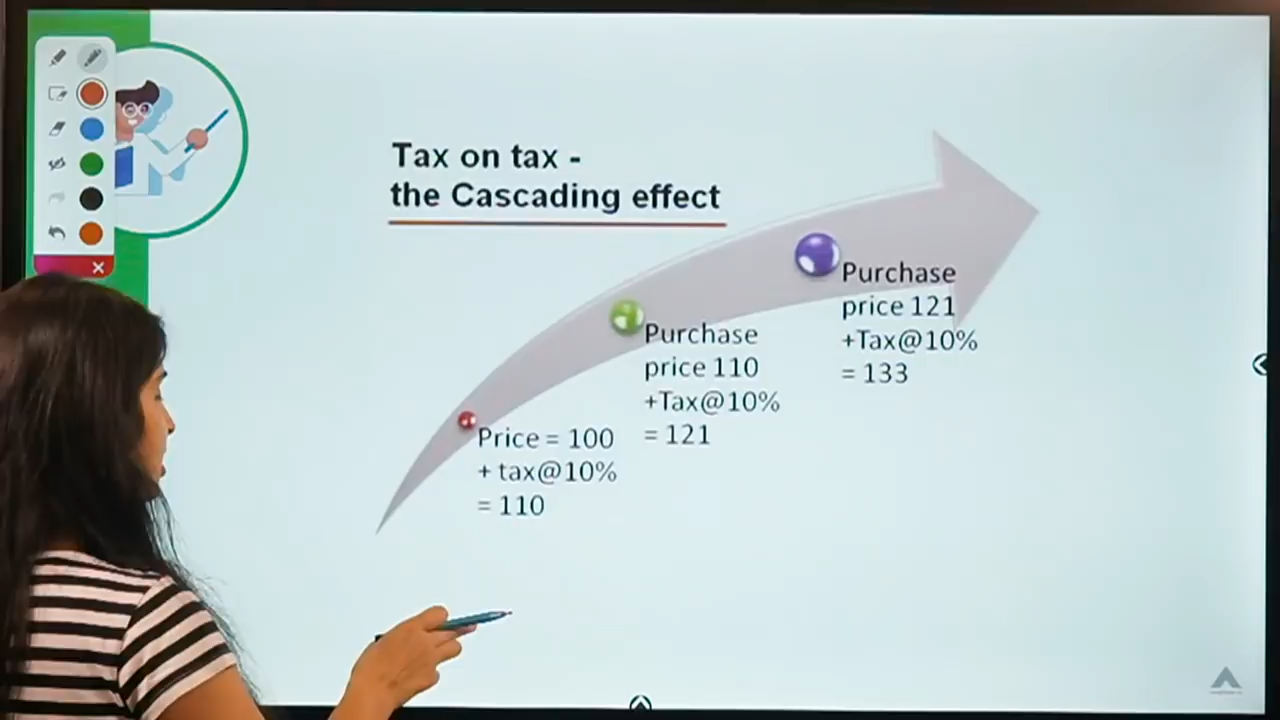 Tax on tax -
the Cascading effect
Price = 100
+ tax@10%
= 110
Purchase
price 110
+Tax@10%
= 121
Purchase
price 121
+Tax@10%
= 133